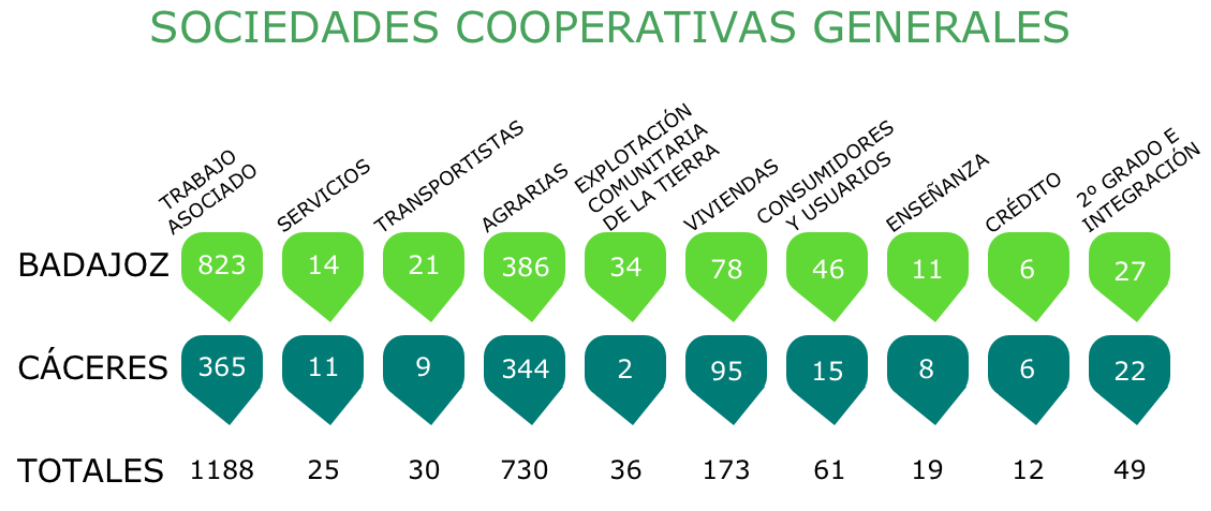 SOCIEDADES COOPERATIVAS GENERALES
TRABAJO
ASOCIADO
SERVICIOS
TRANSPORTISTAS
AGRARIAS
EXPLOTACIÓN
COMUNITARIA
DE LA TIERRA
VIVIENDAS
CONSUMIDORES
Y USUARIOS
ENSEÑANZA
CRÉDITO
2º GRADO E
INTEGRACIÓN
BADAJOZ 823 14 21 386 34 78 46 11 6 27
CÁCERES 365 11 9 344 2 95 15 8 6 22
TOTALES 1188 25 30 730 36 173 61 19 12 49